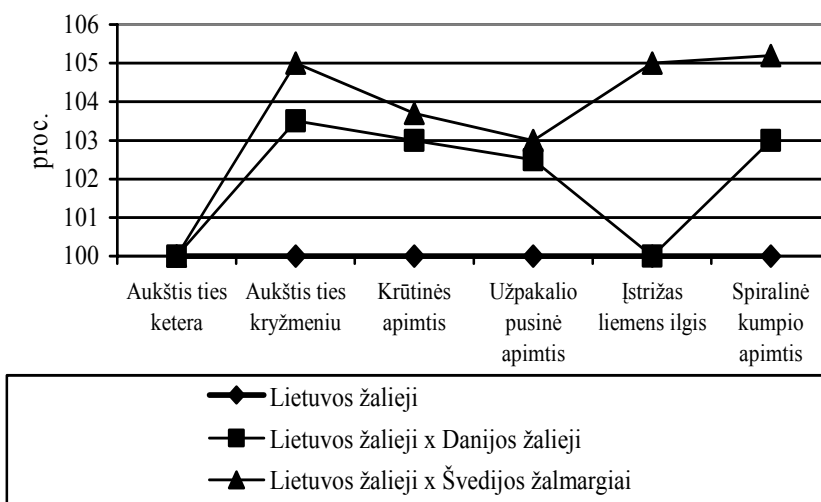 106
105
104
103
102
101
100
proc.
Aukštis ties
ketera
Aukštis ties
kryžmeniu
Krūtinės
apimtis
Užpakalio
pusinė
apimtis
Įstrižas
liemens ilgis
Spiralinė
kumpio
apimtis
Lietuvos žalieji
Lietuvos žalieji x Danijos žalieji
Lietuvos žalieji x Švedijos žalmargiai